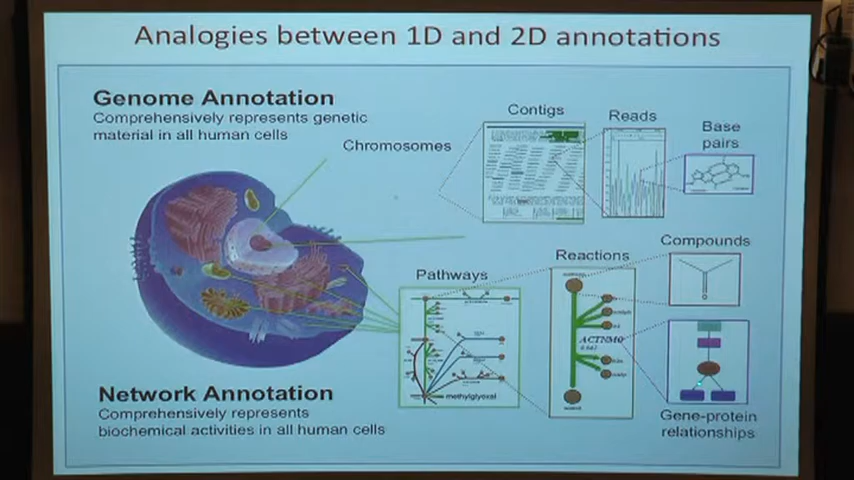 Analogies between 1D and 2D annotations
Genome Annotation
Comprehensively represents genetic
material in all human cells
Chromosomes
Contigs
Reads
Base
pairs
Pathways
Reactions
Compounds
methylglyoxal
Gene-protein
relationships
Network Annotation
Comprehensively represents
biochemical activities in all human cells